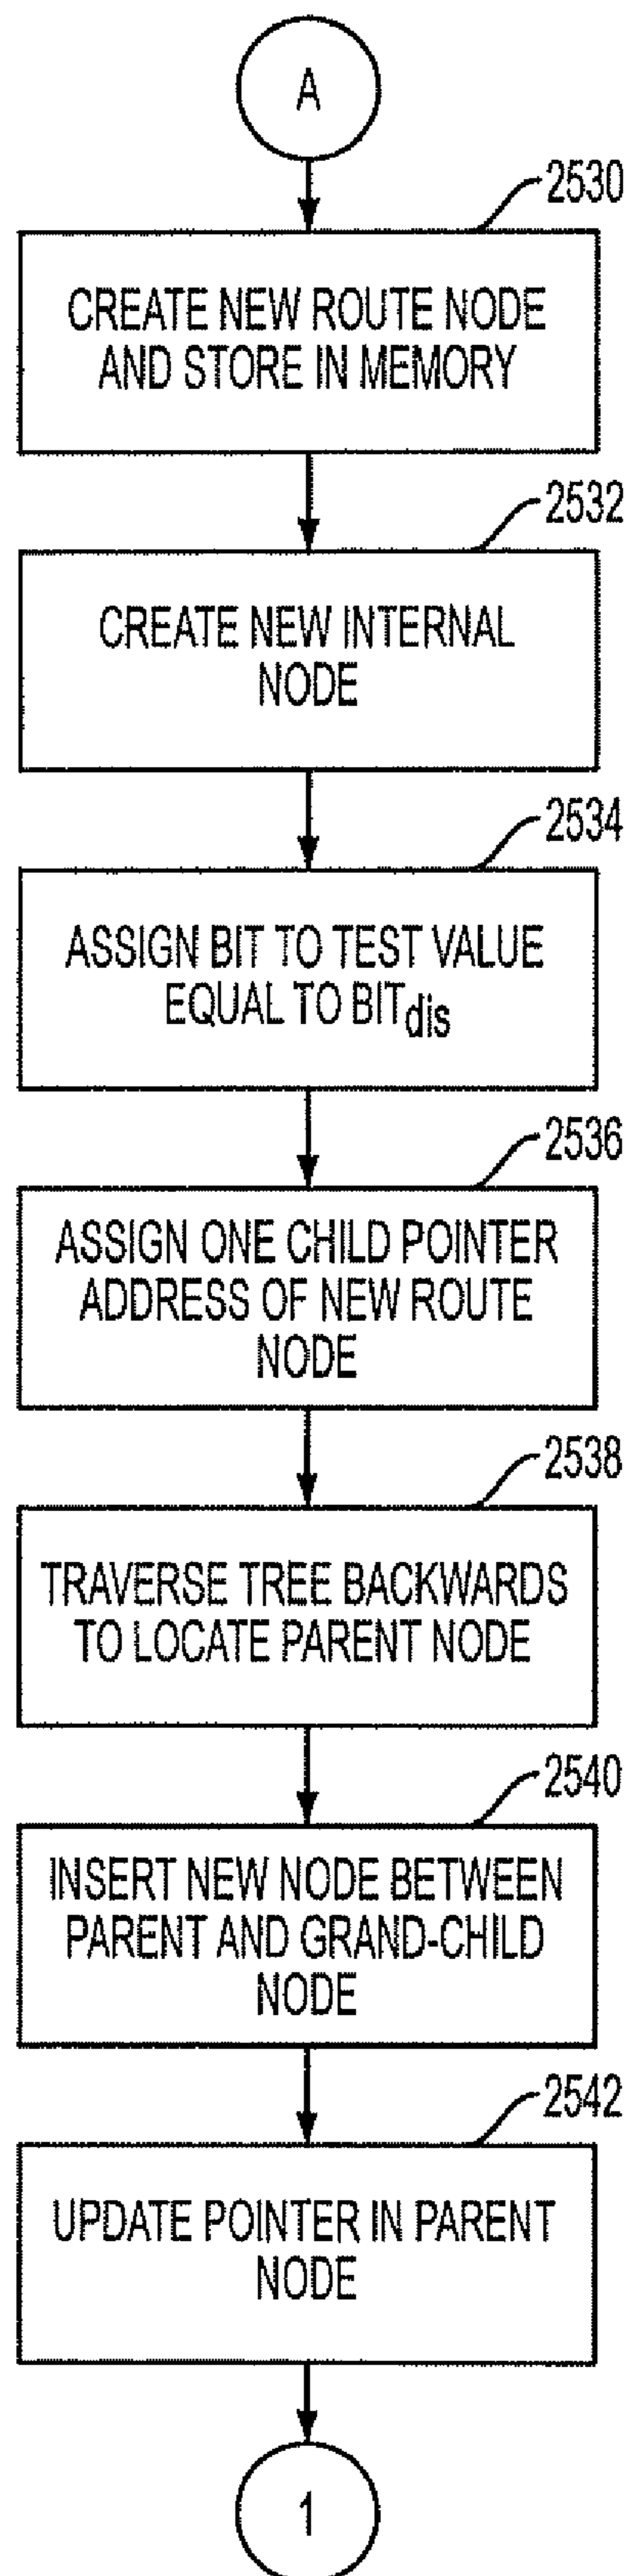 A
2530
CREATE NEW ROUTE NODE
AND STORE IN MEMORY
2532
CREATE NEW INTERNAL
NODE
2534
ASSIGN BIT TO TEST VALUE
EQUAL TO BITdis
2536
ASSIGN ONE CHILD POINTER
ADDRESS OF NEW ROUTE
NODE
2538
TRAVERSE TREE BACKWARDS
TO LOCATE PARENT NODE
2540
INSERT NEW NODE BETWEEN
PARENT AND GRAND-CHILD
NODE
2542
UPDATE POINTER IN PARENT
NODE
1